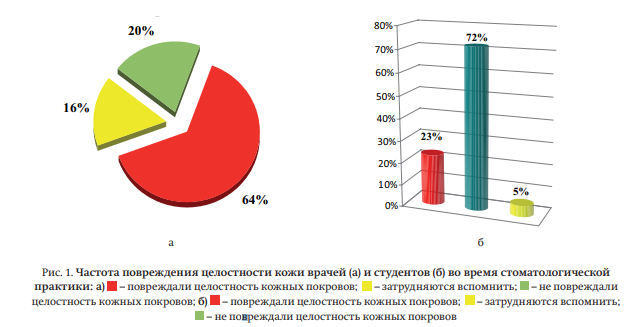 20%
16%
64%
а
80%
70%
60%
50%
40%
30%
20%
10%
0%
23%
72%
5%
б
Рис. 1. Частота повреждения целостности кожи врачей (а) и студентов (б) во время стоматологической
практики: а) – повреждали целостность кожных покровов; – затрудняются вспомнить; – не повреждали
целостность кожных покровов; б) – повреждали целостность кожных покровов; – затрудняются вспомнить;
– не повреждали целостность кожных покровов